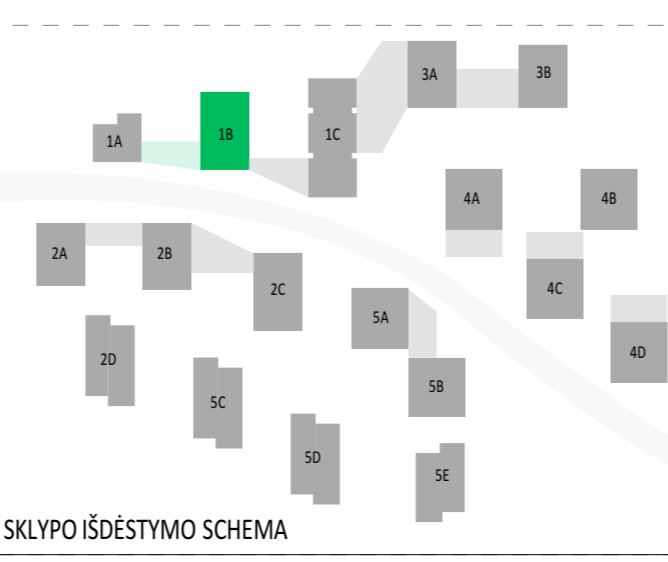 3A
3B
1A
1B
1C
4A
4B
2A
2B
2C
4C
5A
4D
2D
5B
5C
5D
5E
SKLYPO IŠDĖSTYMO SCHEMA